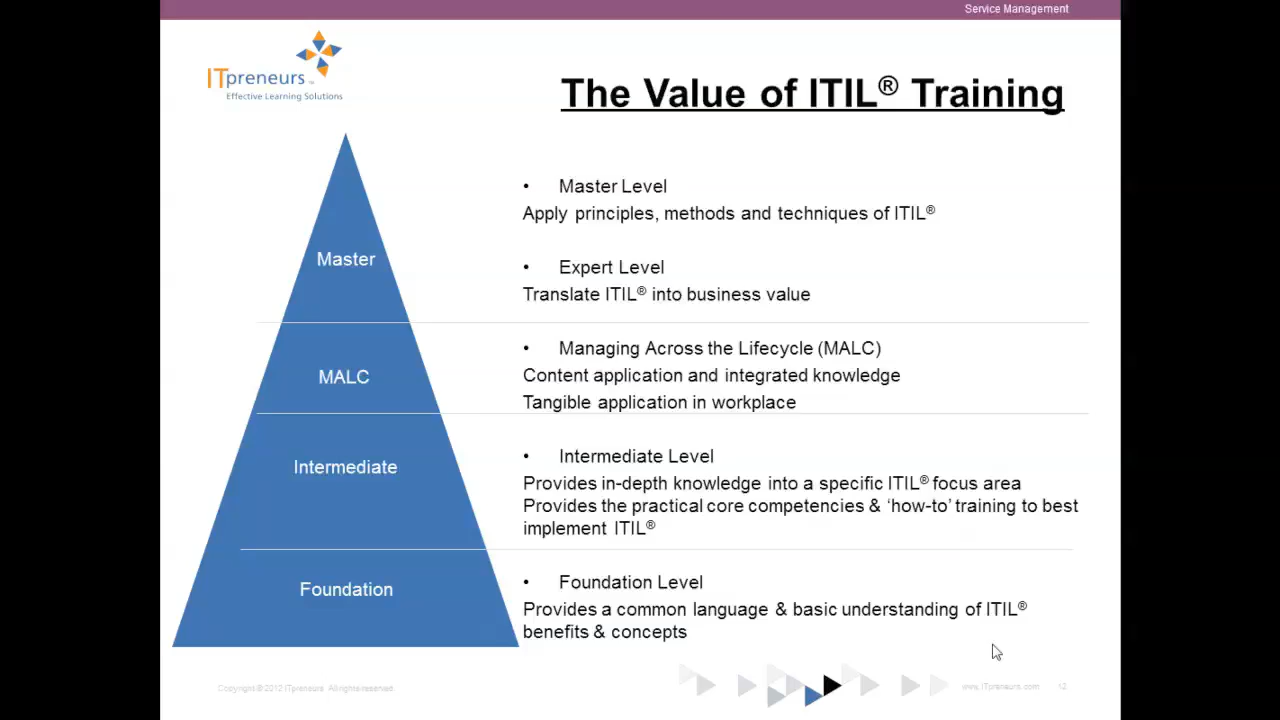 Service Management
ITpreneurs
Effective Learning Solutions
The Value of ITIL® Training
Master
MALC
Intermediate
Foundation
• Master Level
Apply principles, methods and techniques of ITIL®
• Expert Level
Translate ITIL® into business value
• Managing Across the Lifecycle (MALC)
Content application and integrated knowledge
Tangible application in workplace
• Intermediate Level
Provides in-depth knowledge into a specific ITIL® focus area
Provides the practical core competencies & ‘how-to’ training to best
implement ITIL®
• Foundation Level
Provides a common language & basic understanding of ITIL®
benefits & concepts
Copyright © 2012 ITpreneurs. All rights reserved.
www.ITpreneurs.com